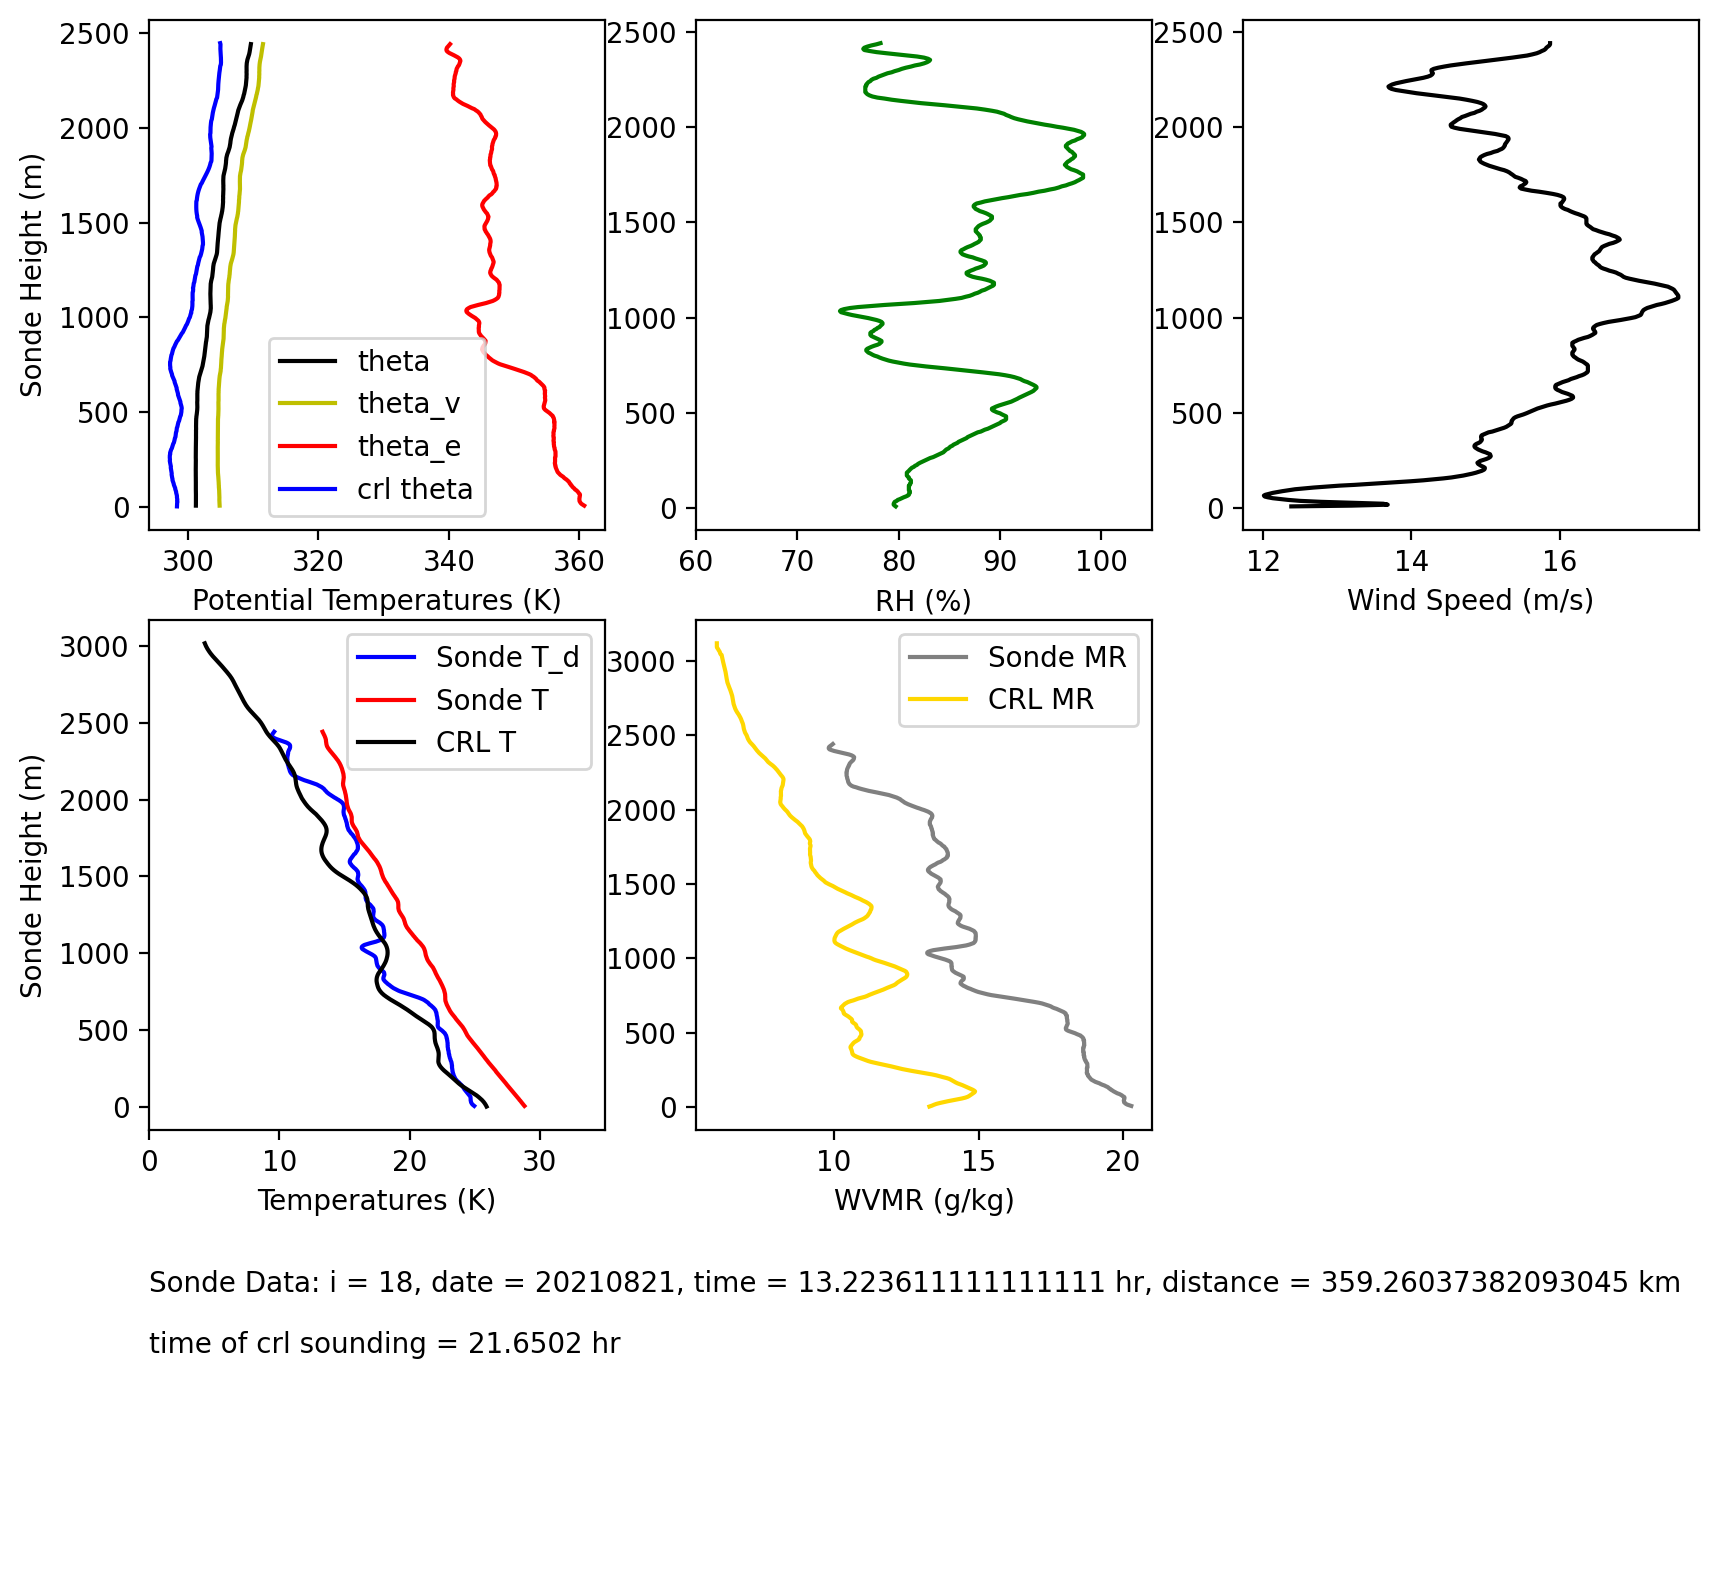 2500
2000
1500
1000
500
0
Sonde Height (m)
theta
theta_v
theta_e
crl theta
300
320
340
360
Potential Temperatures (K)
2500
2000
1500
1000
500
0
60
70
80
90
100
RH (%)
2500
2000
1500
1000
500
0
12
14
16
Wind Speed (m/s)
3000
2500
2000
1500
1000
500
0
Sonde Height (m)
Sonde T_d
Sonde T
CRL T
0
10
20
30
Temperatures (K)
3000
2500
2000
1500
1000
500
0
Sonde MR
CRL MR
10
15
20
WVMR (g/kg)
Sonde Data: i = 18, date = 20210821, time = 13.223611111111111 hr, distance = 359.26037382093045 km
time of crl sounding = 21.6502 hr